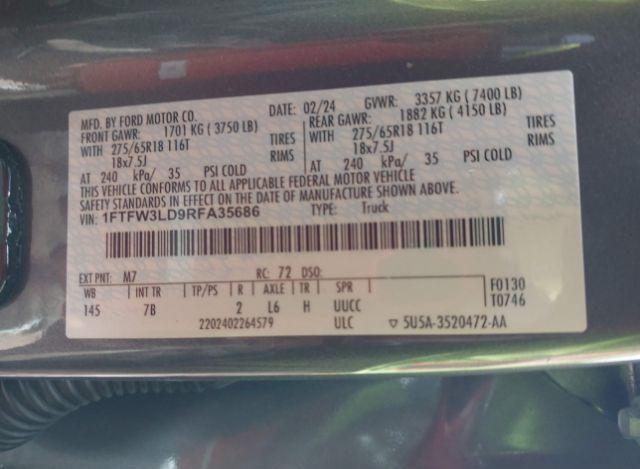 MFD. BY FORD MOTOR CO. DATE: 02/24 GVWR: 3357 KG ( 7400 LB)
FRONT GAWR: 1701 KG ( 3750 LB) REAR GAWR: 1882 KG ( 4150 LB)
WITH 275/65R18 116T TIRES WITH 275/65R18 116T TIRES
18x7.5J RIMS 18x7.5J RIMS
AT 240 kPa/ 35 PSI COLD AT 240 kPa/ 35 PSI COLD
THIS VEHICLE CONFORMS TO ALL APPLICABLE FEDERAL MOTOR VEHICLE
SAFETY STANDARDS IN EFFECT ON THE DATE OF MANUFACTURE SHOWN ABOVE.
VIN: 1FTFW3LD9RFA35686 TYPE: Truck
EXT PNT: M7 RC: 72 DSO:
WB INT TR TP/PS R AXLE TR SPR F0130
145 7B 2 L6 H UUCC T0746
2202402264579 ULC ▽ 5U5A-3520472-AA